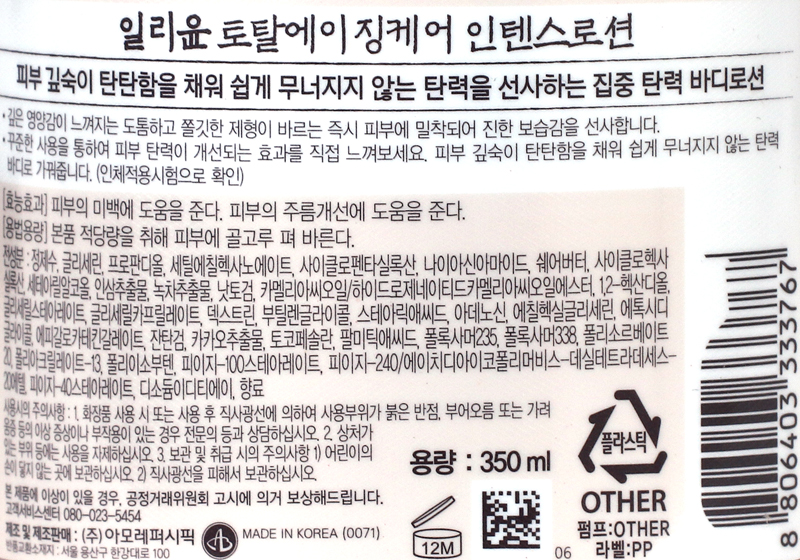 일리윤 토탈에이징케어 인텐스로션
피부 깊숙이 탄탄함을 채워 쉽게 무너지지 않는 탄력을 선사하는 집중 탄력 바디로션
• 깊은 영양감이 느껴지는 도톰하고 쫄깃한 제형이 바르는 즉시 피부에 밀착되어 진한 보습감을 선사합니다.
• 꾸준한 사용을 통하여 피부 탄력이 개선되는 효과를 직접 느껴보세요. 피부 깊숙이 탄탄함을 채워 쉽게 무너지지 않는 탄력
바디로 가꿔줍니다. (인체적용시험으로 확인)
[효능효과] 피부의 미백에 도움을 준다. 피부의 주름개선에 도움을 준다.
[용법용량] 본품 적당량을 취해 피부에 골고루 펴 바른다.
전성분 : 정제수, 글리세린, 프로판디올, 세틸에칠헥사노에이트, 사이클로펜타실록산, 나이아신아마이드, 쉐어버터, 사이클로헥사
실록산, 세테아릴알코올, 인삼추출물, 녹차추출물, 낫토검, 카멜리아씨오일/하이드로제네이티드카멜리아씨오일에스터, 1,2-헥산디올,
글리세릴스테아레이트, 글리세릴카프릴레이트, 덱스트린, 부틸렌글라이콜, 스테아릭애씨드, 아데노신, 에칠헥실글리세린, 에톡시디
글라이콜, 에피갈로카테킨갈레이트, 잔탄검, 카카오추출물, 토코페솔란, 팔미틱애씨드, 폴록사머235, 폴록사머338, 폴리소르베이트
20, 폴리아크릴레이트-13, 폴리이소부텐, 피이지-100스테아레이트, 피이지-240/에이치디아이코폴리머비스-데실테트라데세스-
20에텔, 피이지-40스테아레이트, 디소듐이디티에이, 향료
사용시의 주의사항 : 1. 화장품 사용 시 또는 사용 후 직사광선에 의하여 사용부위가 붉은 반점, 부어오름 또는 가려
움증 등의 이상 증상이나 부작용이 있는 경우 전문의 등과 상담하십시오. 2. 상처가
있는 부위 등에는 사용을 자제하십시오. 3. 보관 및 취급 시의 주의사항 1) 어린이의
손이 닿지 않는 곳에 보관하십시오. 2) 직사광선을 피해서 보관하십시오.
본 제품에 이상이 있을 경우, 공정거래위원회 고시에 의거 보상해드립니다.
고객서비스센터 080-023-5454
제조 및 제조판매 : (주)아모레퍼시픽 MADE IN KOREA (0071)
반품교환소재지 : 서울 용산구 한강대로 100
용량 : 350 ml
12M
06
플라스틱
OTHER
펌프:OTHER
라벨:PP
8 806403 333767